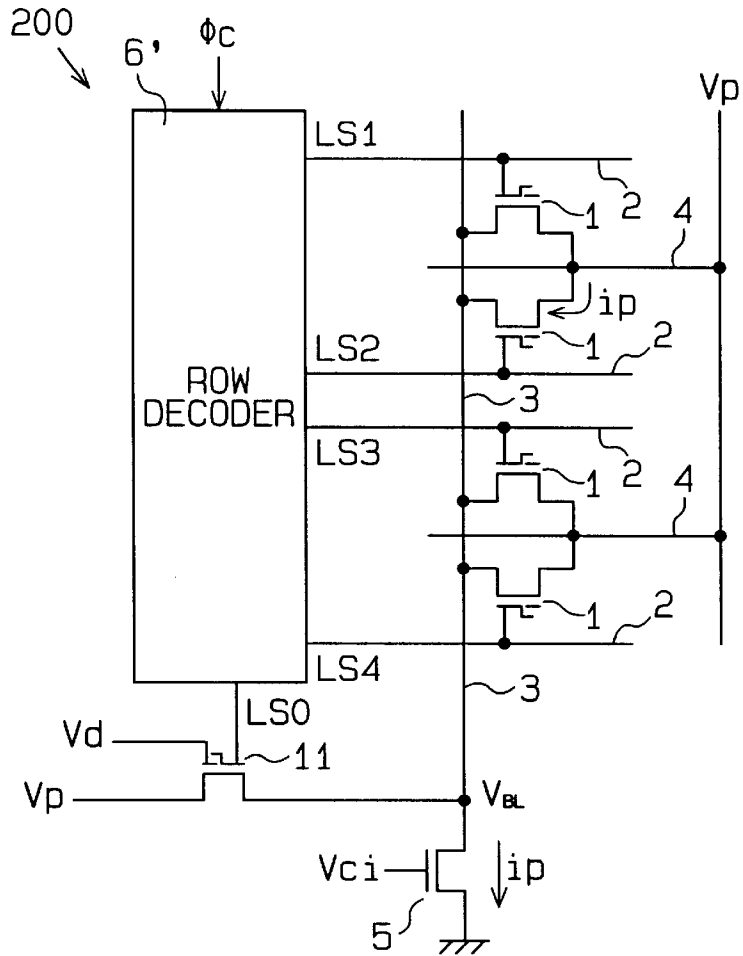 200
6'
ΦC
Vp
LS1
1
2
4
ip
1
LS2
2
ROW
DECODER
3
LS3
2
1
4
1
2
LS4
3
LS0
Vd
11
Vp
VBL
Vci
ip
5